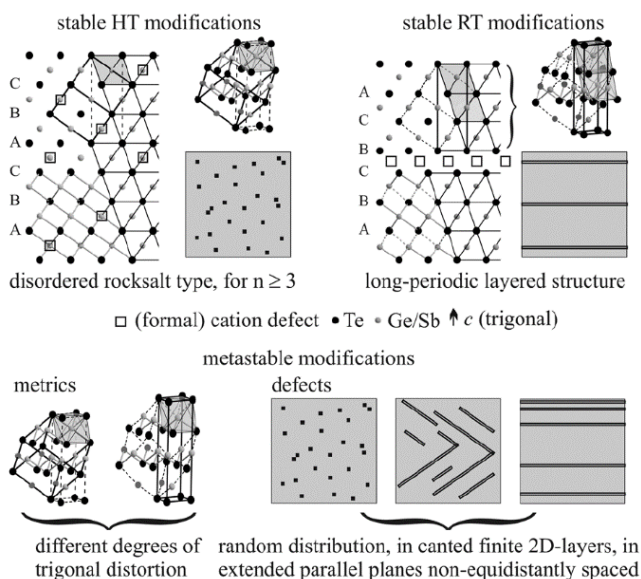 stable HT modifications
stable RT modifications
C
B
A
C
B
A
A
C
B
C
B
A
disordered rocksalt type, for n ≥ 3
long-periodic layered structure
(formal) cation defect Te Ge/Sb c (trigonal)
metastable modifications
metrics
defects
different degrees of
trigonal distortion
random distribution, in canted finite 2D-layers, in
extended parallel planes non-equidistantly spaced